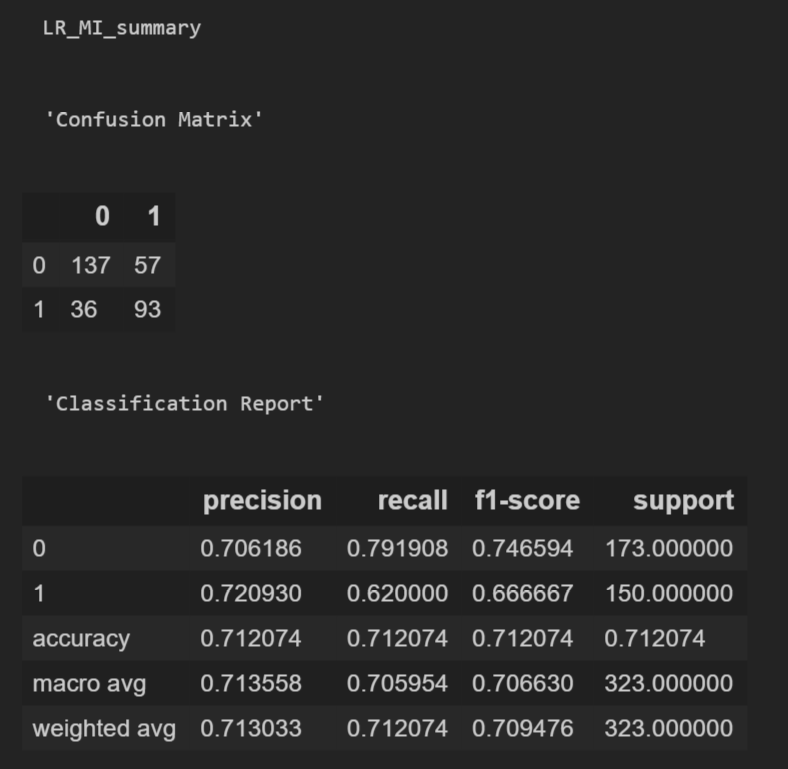 LR_MI_summary
'Confusion Matrix'
0 1
0 137 57
1 36 93
'Classification Report'
precision recall f1-score support
0 0.706186 0.791908 0.746594 173.000000
1 0.720930 0.620000 0.666667 150.000000
accuracy 0.712074 0.712074 0.712074 0.712074
macro avg 0.713558 0.705954 0.706630 323.000000
weighted avg 0.713033 0.712074 0.709476 323.000000